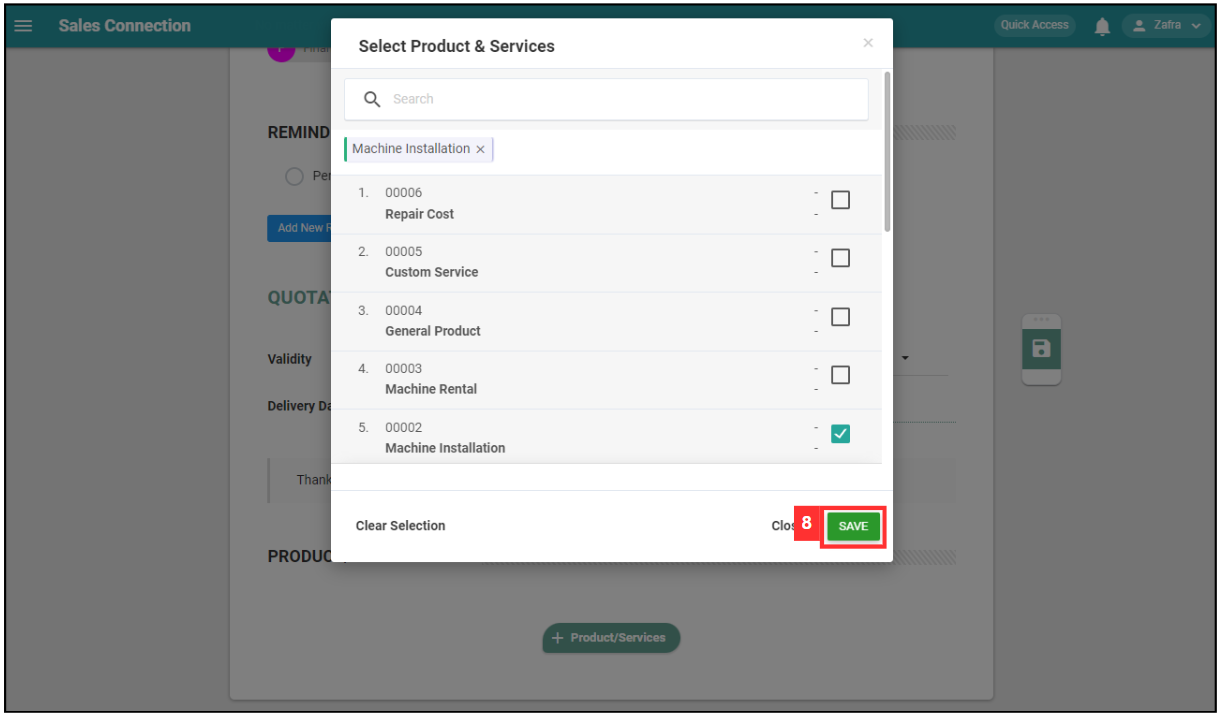 Sales Connection
Quick Access
Zafra
Select Product & Services
×
Search
REMIND
Machine Installation ×
Per
1. 00006 -
Repair Cost -
Add New R
2. 00005 -
Custom Service -
QUOTA
3. 00004 -
General Product -
Validity
4. 00003 -
Machine Rental -
Delivery Da
5. 00002 -
Machine Installation -
Thank
Clear Selection
Clos
8
SAVE
PRODUC
+ Product/Services